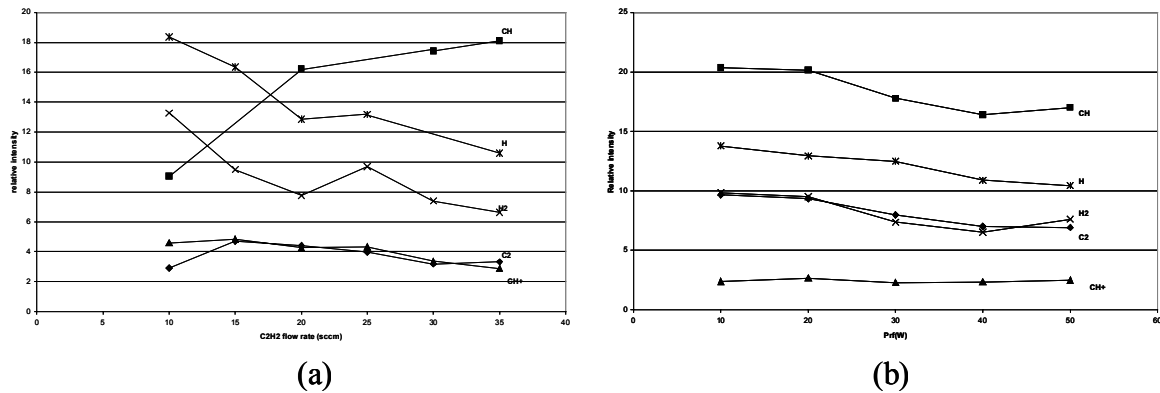 20
18
16
14
12
10
8
6
4
2
0
relative intensity
CH
H
H2
C2
CH+
0 5 10 15 20 25 30 35 40
C2H2 flow rate (sccm)
(a)
25
20
15
10
5
0
Relative intensity
CH
H
H2
C2
CH+
0 10 20 30 40 50 60
Prf(W)
(b)